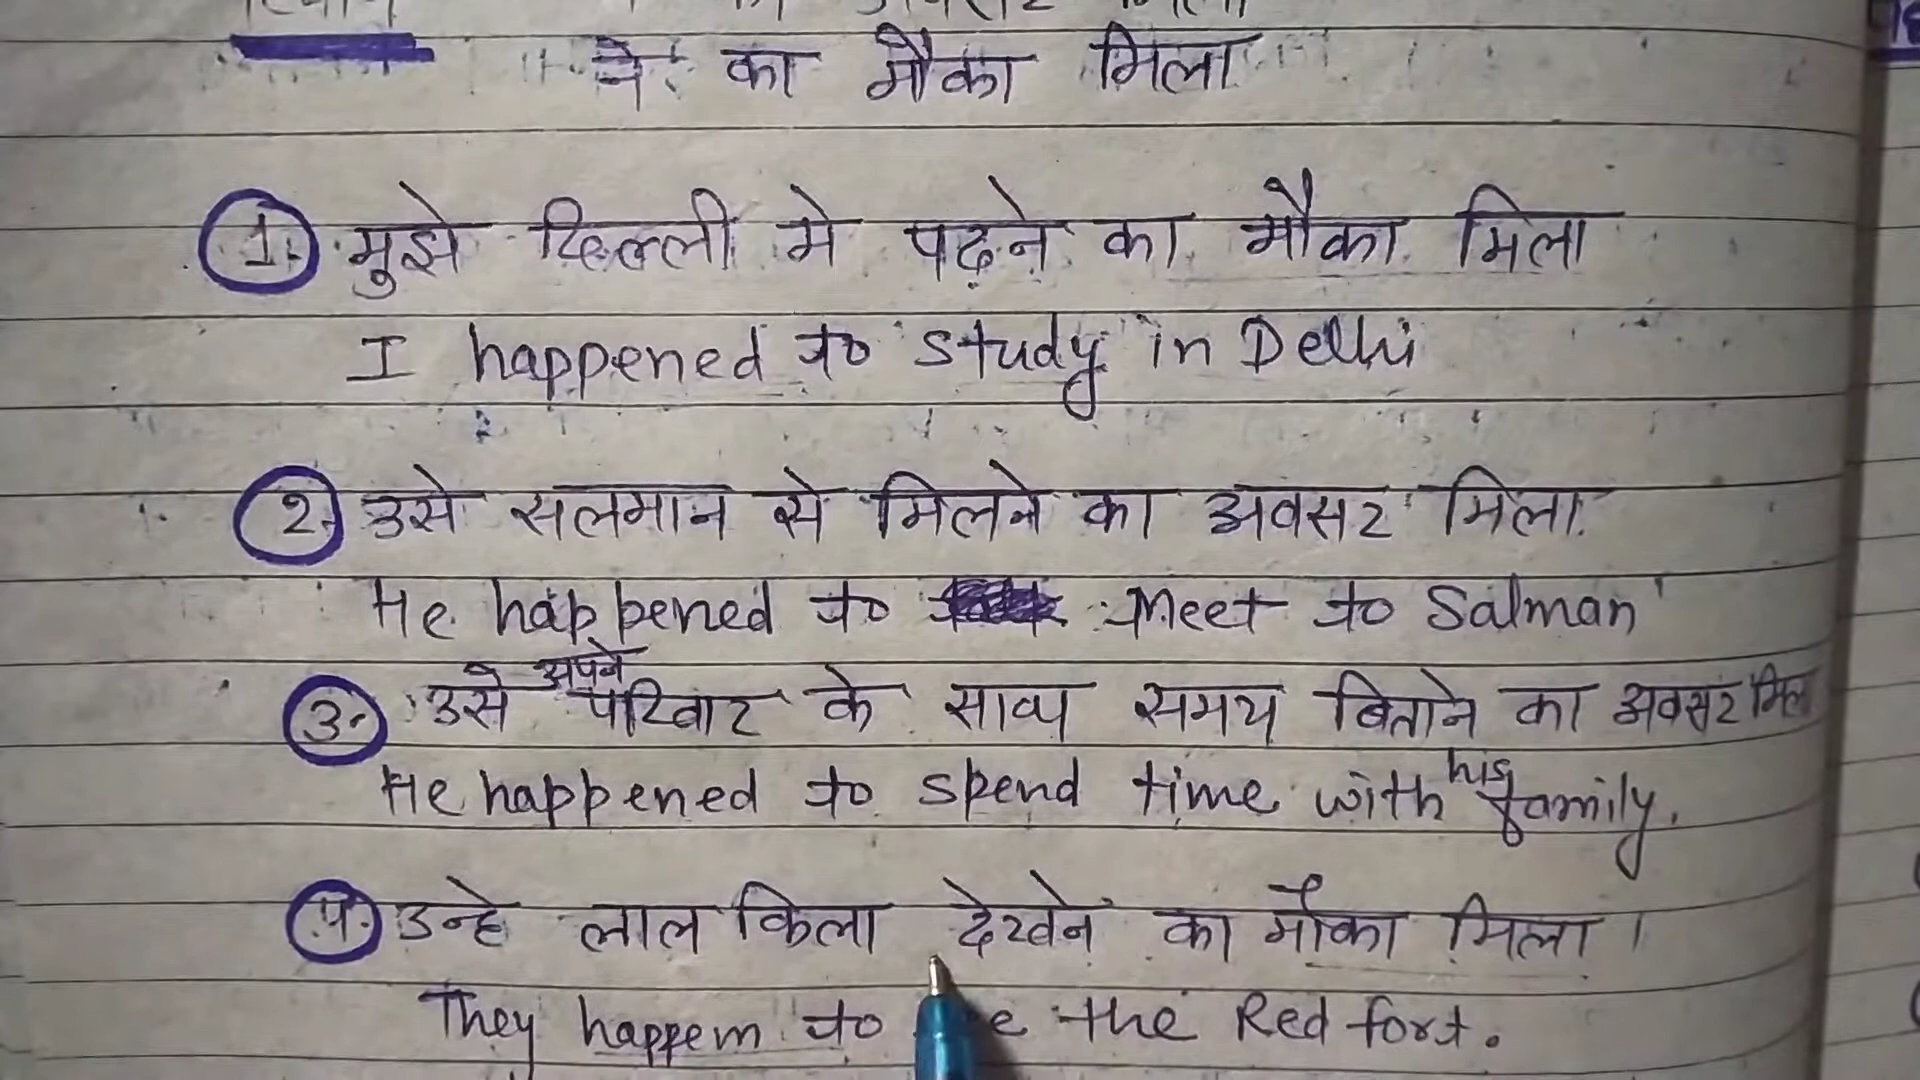 ने का मौका मिला
1. मुझे दिल्ली मे पढ़ने का मौका मिला
I happened to study in Delhi
2. उसे सलमान से मिलने का अवसर मिला
He happened to meet to Salman
अपने
3. उसे परिवार के साथ समय बिताने का अवसर मिला
his
He happened to spend time with family.
4. उन्हे लाल किला देखने का मौका मिला ।
They happem to the Red fort.